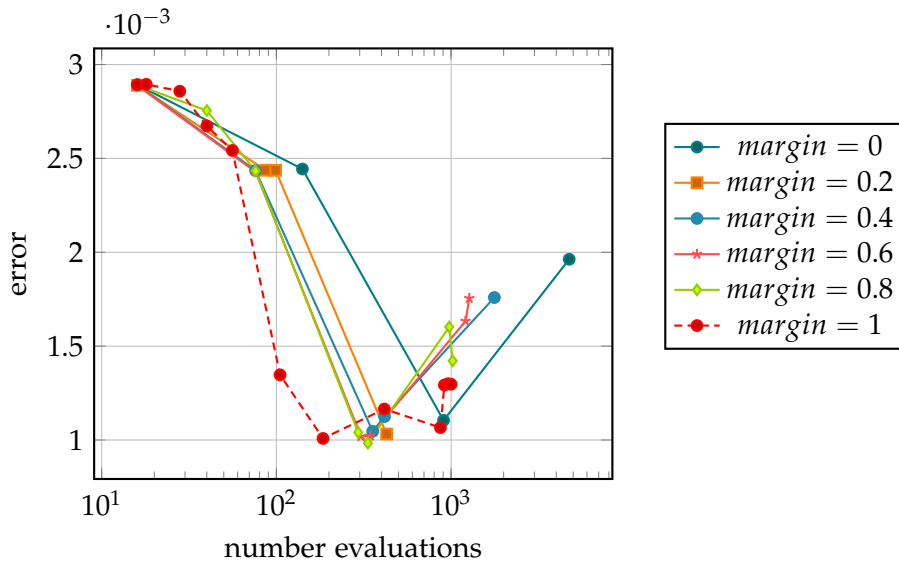 ·10⁻³
3
2.5
2
1.5
1
10¹ 10² 10³
number evaluations
error
margin = 0
margin = 0.2
margin = 0.4
margin = 0.6
margin = 0.8
margin = 1